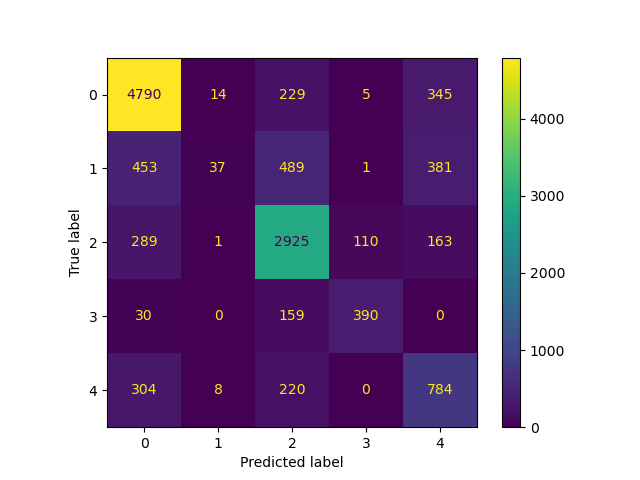 0 4790 14 229 5 345
1 453 37 489 1 381
2 289 1 2925 110 163
3 30 0 159 390 0
4 304 8 220 0 784
0 1 2 3 4
Predicted label
True label
4000
3000
2000
1000
0